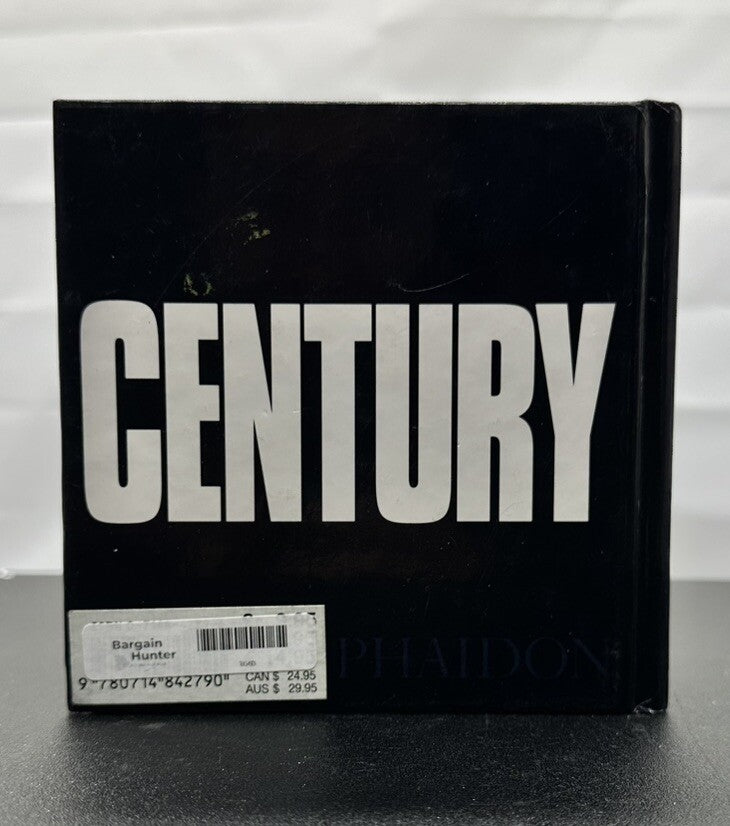 CENTURY
Bargain
Hunter
9 "780714"842790"
CAN $ 24.95
AUS $ 29.95
PHAIDON